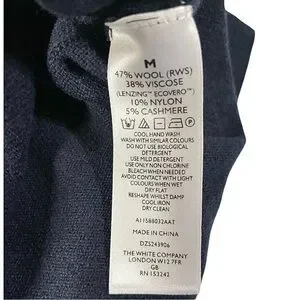 M
47% WOOL (RWS)
38% VISCOSE
(LENZING™ ECOVERO™)
10% NYLON
5% CASHMERE
COOL HAND WASH
WASH WITH SIMILAR COLOURS
DO NOT USE BIOLOGICAL
DETERGENT
USE MILD DETERGENT
USE ONLY NON CHLORINE
BLEACH WHEN NEEDED
AVOID CONTACT WITH LIGHT
COLOURS WHEN WET
DRY FLAT
RESHAPE WHILST DAMP
COOL IRON
DRY CLEAN
A11588032AAT
MADE IN CHINA
DZS243906
THE WHITE COMPANY
LONDON W12 7FR
GB
RN 153242